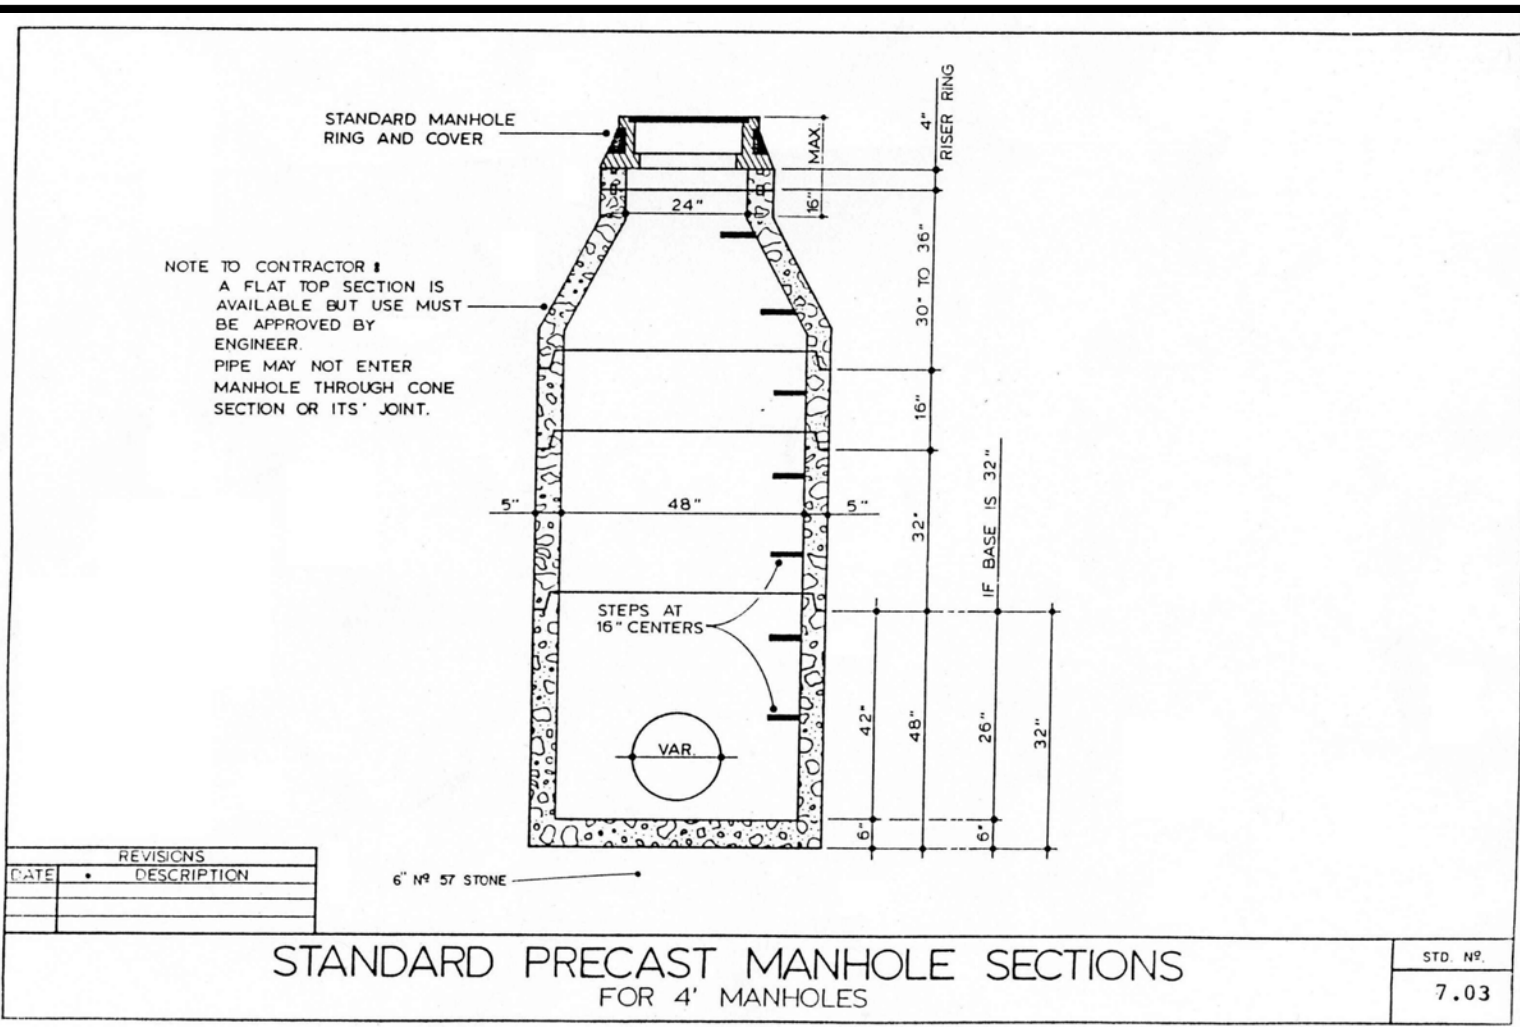 STANDARD MANHOLE
RING AND COVER
16" MAX.
4"
RISER RING
24"
NOTE TO CONTRACTOR :
A FLAT TOP SECTION IS
AVAILABLE BUT USE MUST
BE APPROVED BY
ENGINEER.
PIPE MAY NOT ENTER
MANHOLE THROUGH CONE
SECTION OR ITS' JOINT.
30" TO 36"
16"
5"
48"
5"
32"
IF BASE IS 32"
STEPS AT
16" CENTERS
42"
48"
26"
32"
VAR.
6"
6"
REVISIONS
DATE • DESCRIPTION
6" Nº 57 STONE
STANDARD PRECAST MANHOLE SECTIONS
FOR 4' MANHOLES
STD. Nº.
7.03